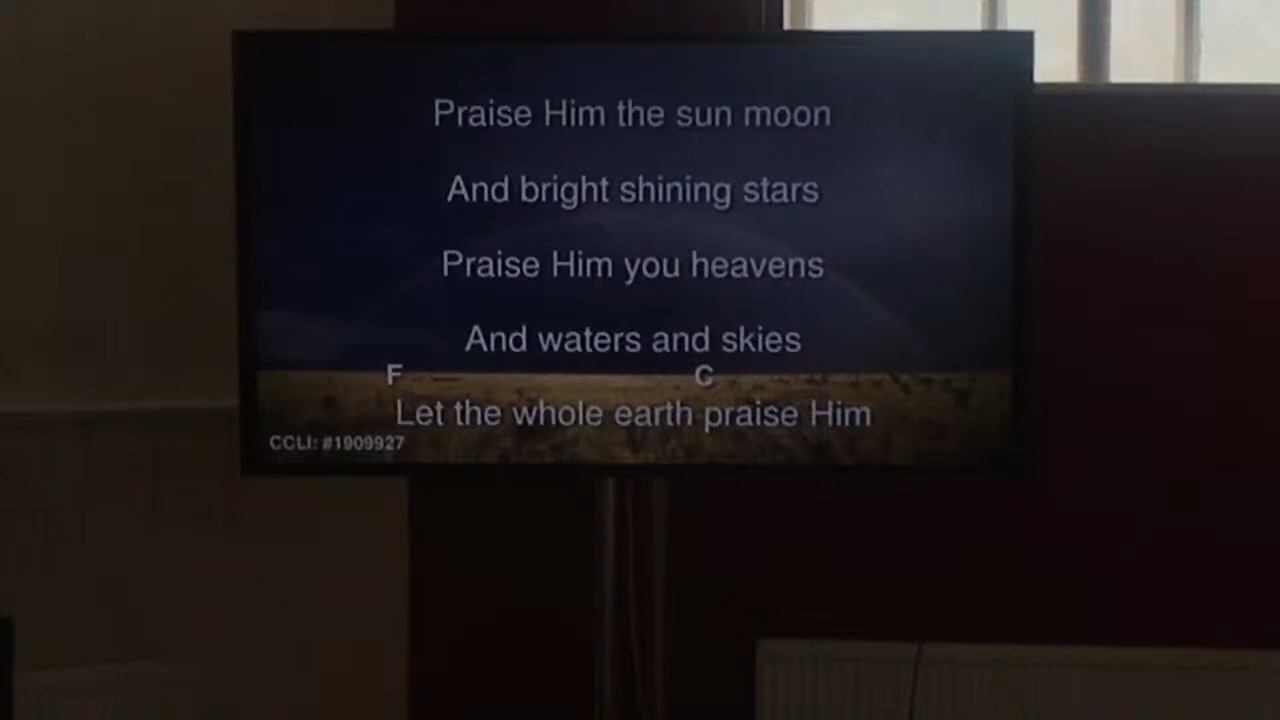 Praise Him the sun moon
And bright shining stars
Praise Him you heavens
And waters and skies
F C
Let the whole earth praise Him
CCLI: #1909927